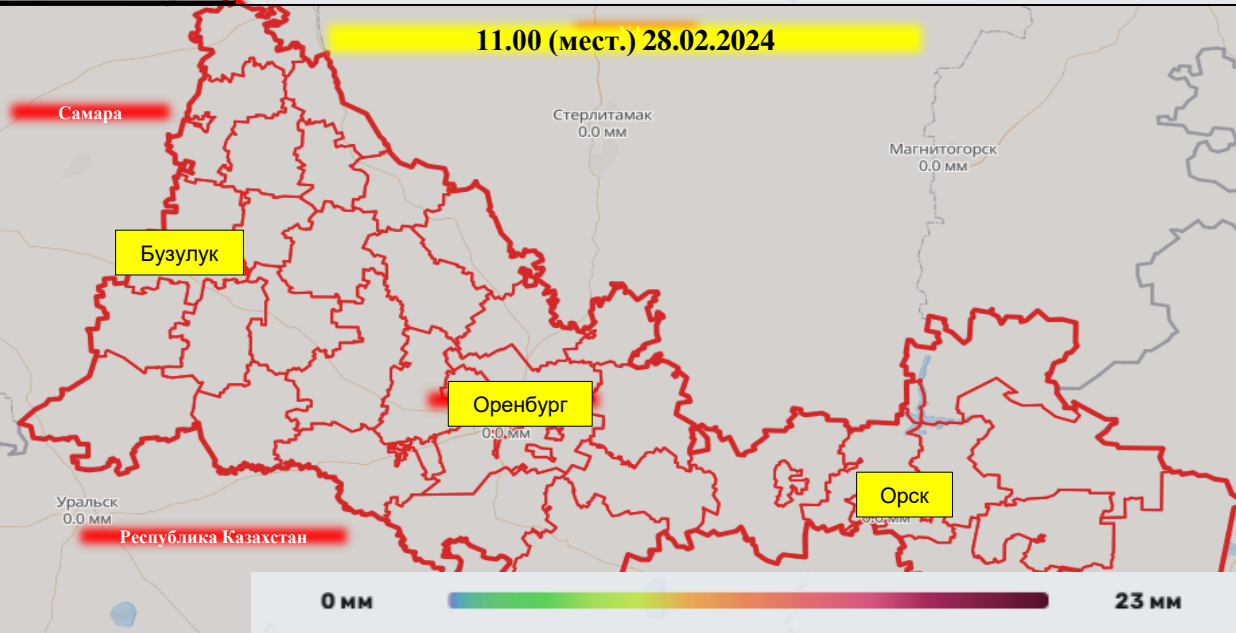 11.00 (мест.) 28.02.2024
Самара
Стерлитамак
0.0 мм
Магнитогорск
0.0 мм
Бузулук
Оренбург
0.0 мм
Орск
0.0 мм
Уральск
0.0 мм
Республика Казахстан
0 мм
23 мм